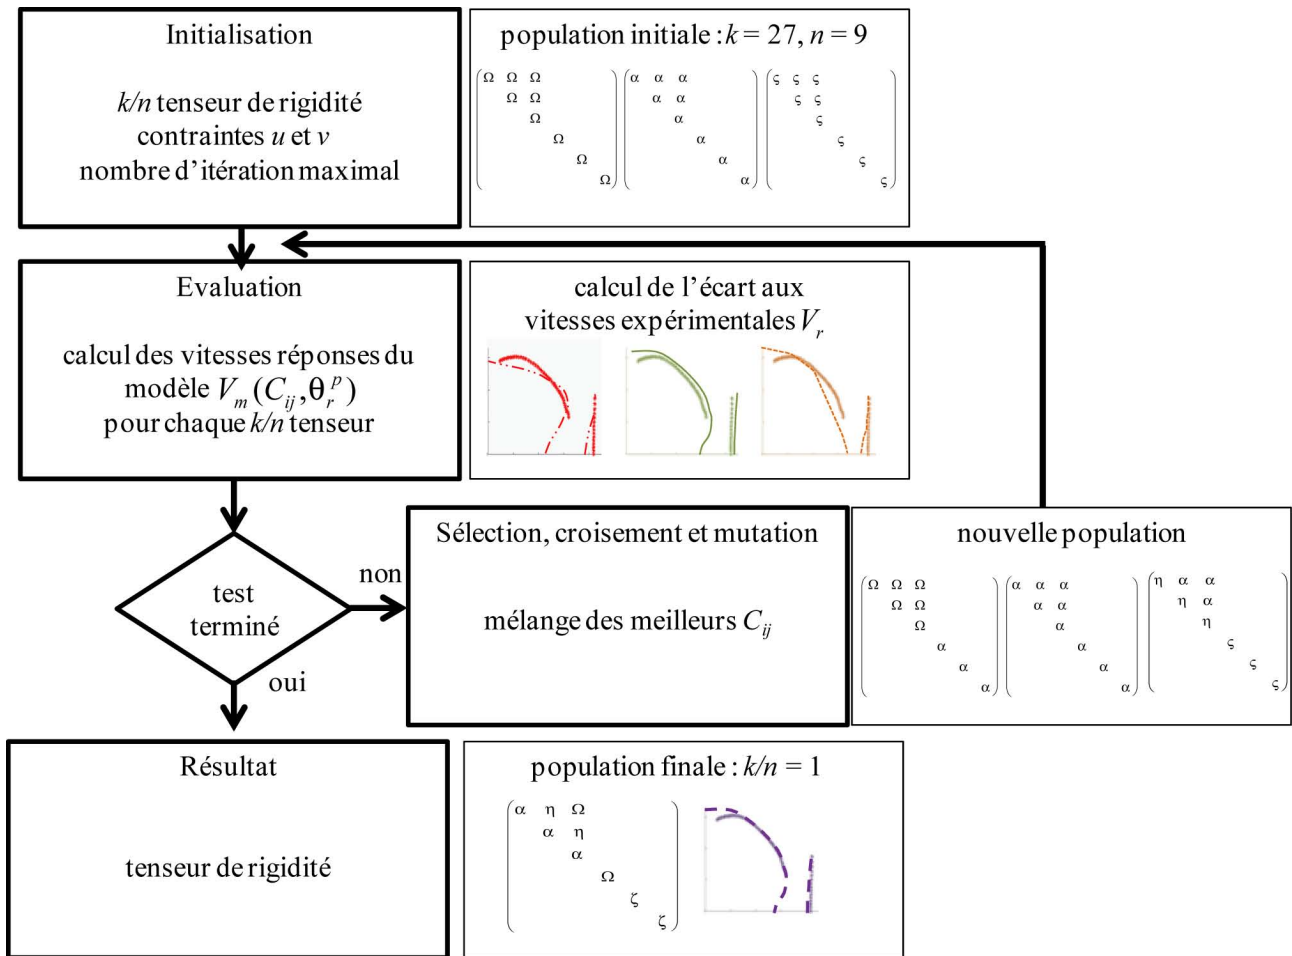 Initialisation
k/n tenseur de rigidité
contraintes u et v
nombre d'itération maximal
population initiale : k = 27, n = 9
Ω Ω Ω α α α ς ς ς
Ω Ω α α ς ς
Ω α ς
Ω α ς
Ω α ς
Ω α ς
Evaluation
calcul des vitesses réponses du
modèle V_m (C_ij, θ_r^p)
pour chaque k/n tenseur
calcul de l'écart aux
vitesses expérimentales V_r
test
terminé
non
oui
Sélection, croisement et mutation
mélange des meilleurs C_ij
nouvelle population
Ω Ω Ω α α α η α α
Ω Ω α α η α
Ω α η
α α ς
α α ς
α α ς
Résultat
tenseur de rigidité
population finale : k/n = 1
α η Ω
α η
α
Ω
ζ
ζ